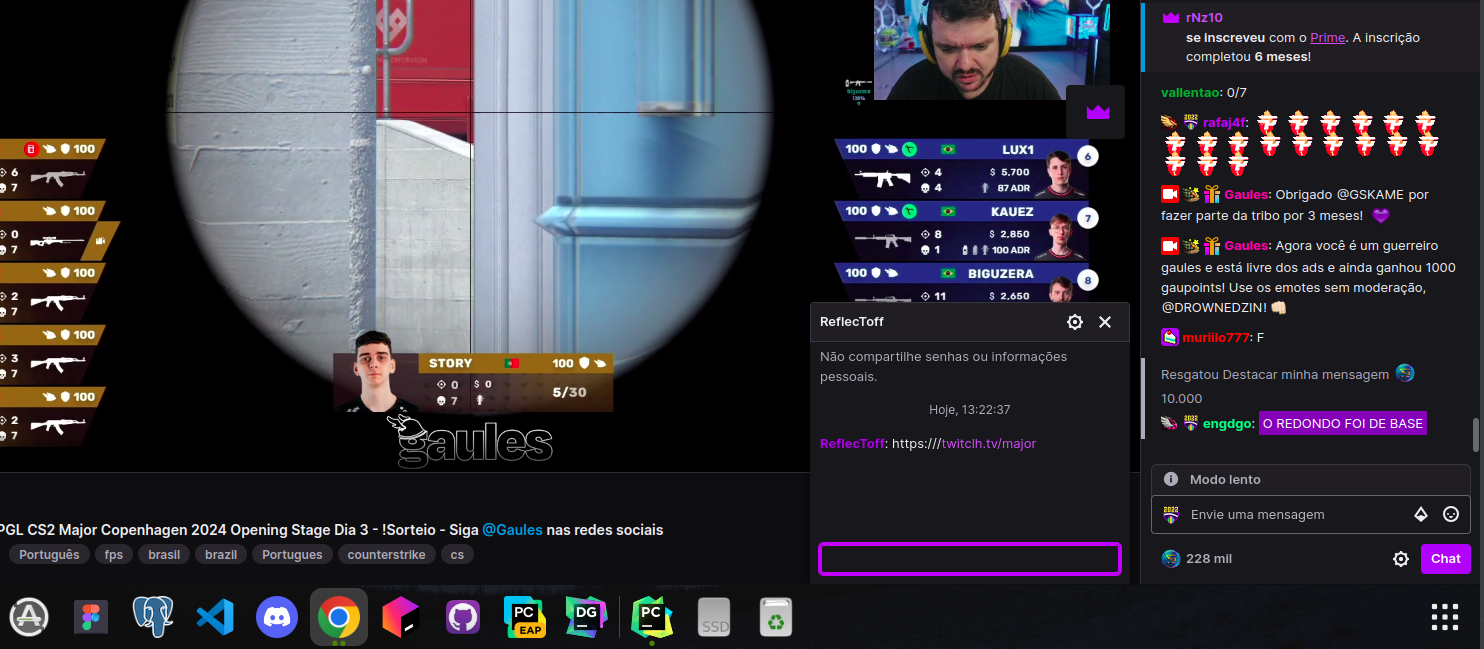 CORPORATION
100
6
7
100
0
7
100
2
7
100
3
7
100
2
7
STORY 100
0 $ 0
7
5/30
gaules
100 LUX1 6
4 $ 5,700
4 87 ADR
100 KAUEZ 7
8 $ 2,850
1 100 ADR
100 BIGUZERA 8
11 $ 2,650
PGL CS2 Major Copenhagen 2024 Opening Stage Dia 3 - !Sorteio - Siga @Gaules nas redes sociais
Português fps brasil brazil Portugues counterstrike cs
ReflecToff
Não compartilhe senhas ou informações
pessoais.
Hoje, 13:22:37
ReflecToff: https:///twitclh.tv/major
rNz10
se inscreveu com o Prime. A inscrição
completou 6 meses!
vallentao: 0/7
2022 rafaj4f:
Gaules: Obrigado @GSKAME por
fazer parte da tribo por 3 meses!
Gaules: Agora você é um guerreiro
gaules e está livre dos ads e ainda ganhou 1000
gaupoints! Use os emotes sem moderação,
@DROWNEDZIN!
muriilo777: F
Resgatou Destacar minha mensagem
10.000
2022 engdgo: O REDONDO FOI DE BASE
Modo lento
2022 Envie uma mensagem
228 mil Chat
PC
EAP
DG
PC
SSD